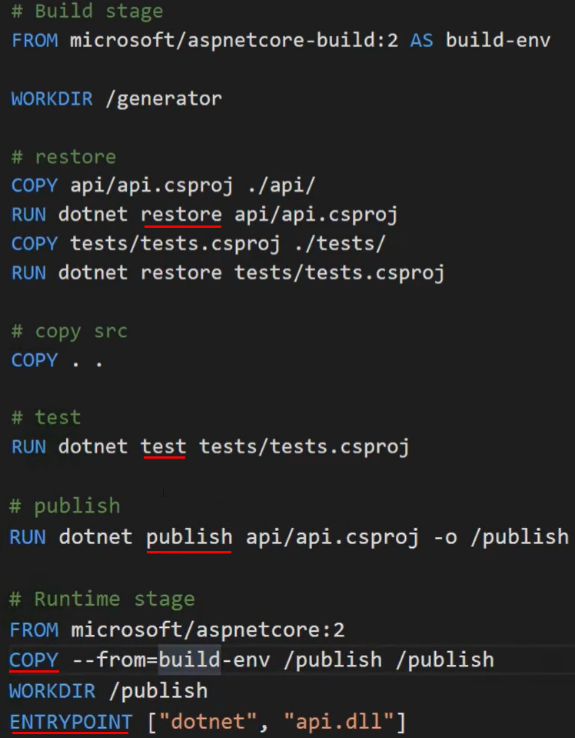 # Build stage
FROM microsoft/aspnetcore-build:2 AS build-env
WORKDIR /generator
# restore
COPY api/api.csproj ./api/
RUN dotnet restore api/api.csproj
COPY tests/tests.csproj ./tests/
RUN dotnet restore tests/tests.csproj
# copy src
COPY . .
# test
RUN dotnet test tests/tests.csproj
# publish
RUN dotnet publish api/api.csproj -o /publish
# Runtime stage
FROM microsoft/aspnetcore:2
COPY --from=build-env /publish /publish
WORKDIR /publish
ENTRYPOINT ["dotnet", "api.dll"]